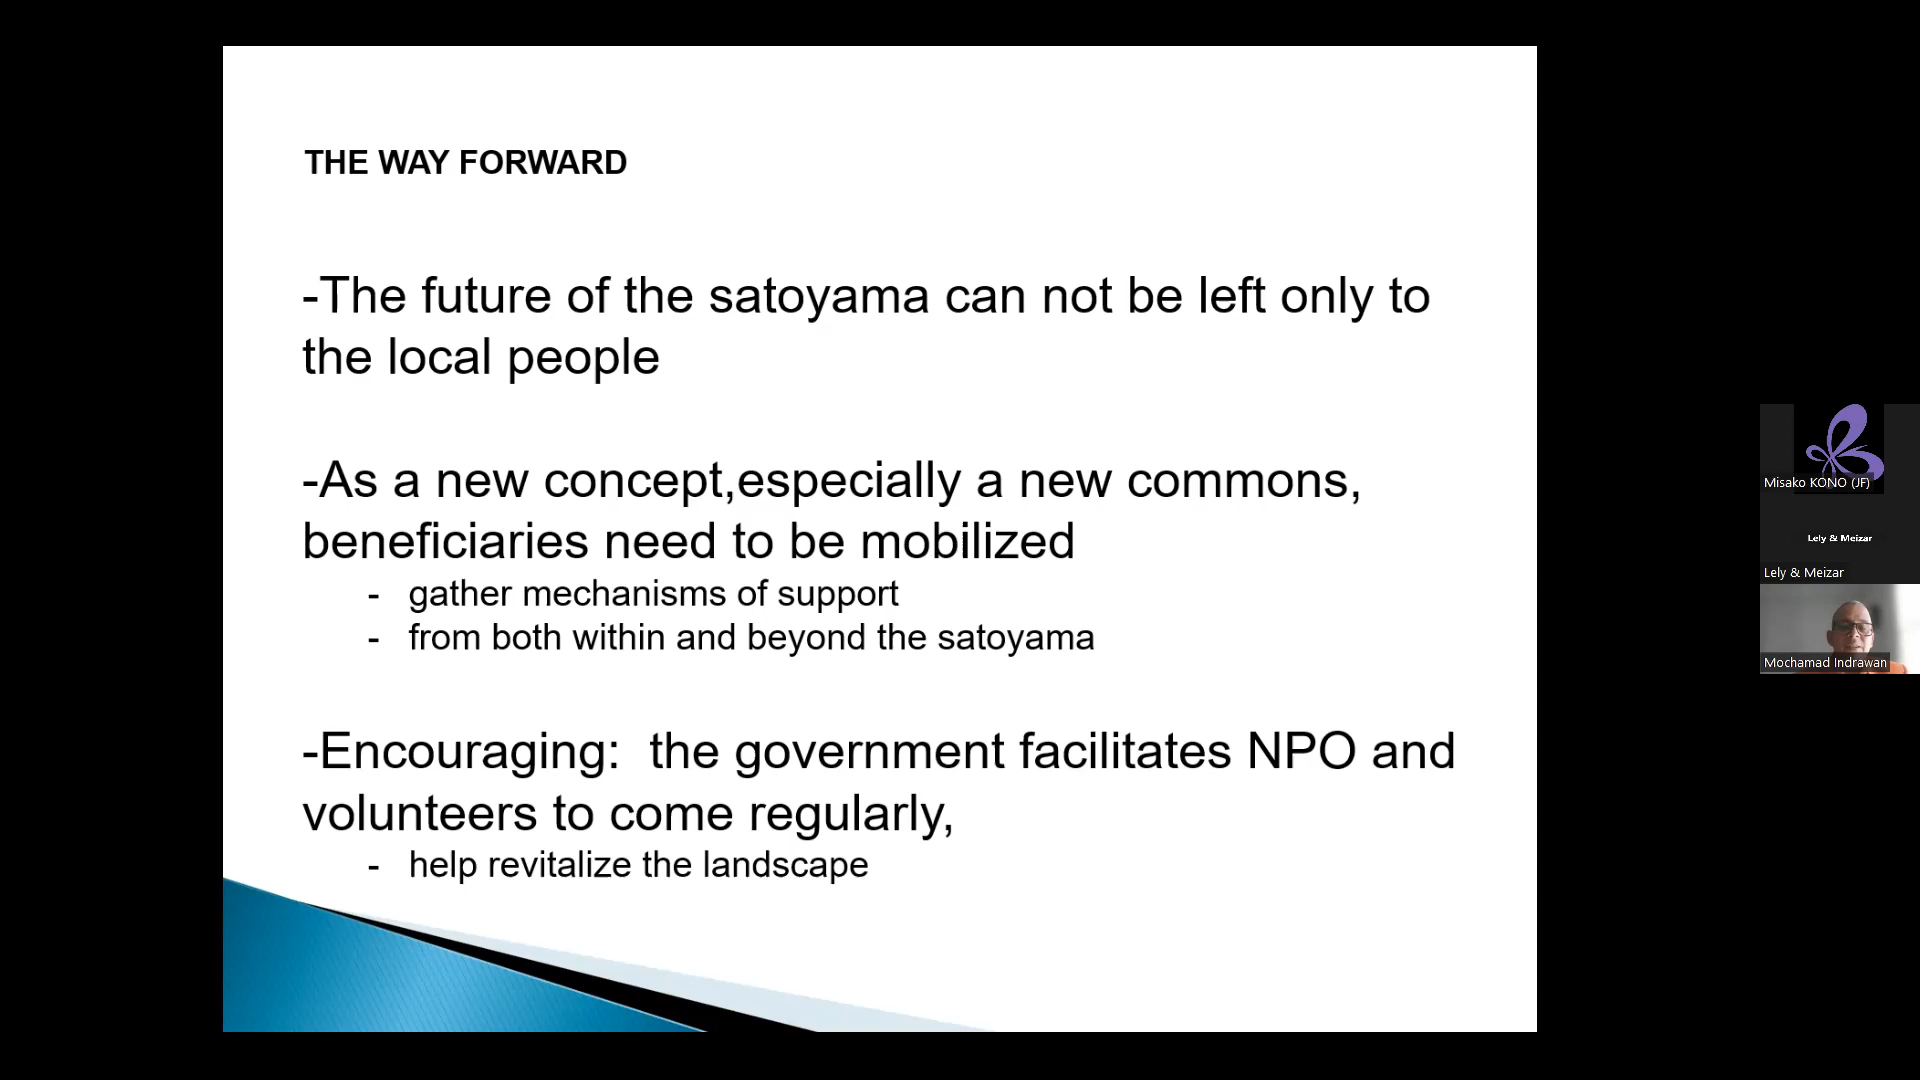 THE WAY FORWARD
-The future of the satoyama can not be left only to
the local people
-As a new concept,especially a new commons,
beneficiaries need to be mobilized
- gather mechanisms of support
- from both within and beyond the satoyama
-Encouraging:  the government facilitates NPO and
volunteers to come regularly,
- help revitalize the landscape
Misako KONO (JF)
Lely & Meizar
Lely & Meizar
Mochamad Indrawan